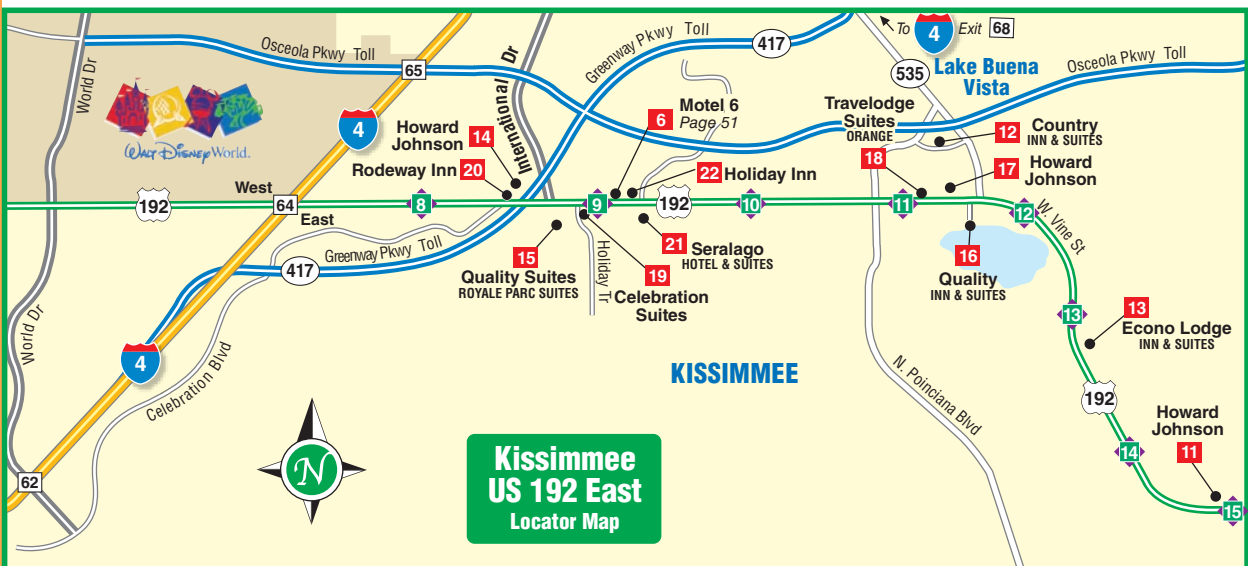 To
4
Exit 68
World Dr
Osceola Pkwy Toll
65
International Dr
Greenway Pkwy Toll
417
535
Lake Buena
Vista
Osceola Pkwy Toll
WALT DISNEY World.
4
Howard
Johnson
14
Rodeway Inn 20
6
Motel 6
Page 51
22 Holiday Inn
Travelodge
Suites
ORANGE
18
12
Country
INN & SUITES
17
Howard
Johnson
West
192
64
East
8
9
192
10
11
12
W. Vine St
417
Greenway Pkwy Toll
15
Quality Suites
ROYALE PARC SUITES
Holiday Tr
21
Seralago
HOTEL & SUITES
19
Celebration
Suites
16
Quality
INN & SUITES
13
13
Econo Lodge
INN & SUITES
World Dr
4
Celebration Blvd
KISSIMMEE
N. Poinciana Blvd
192
Howard
Johnson
11
14
15
62
N
Kissimmee
US 192 East
Locator Map